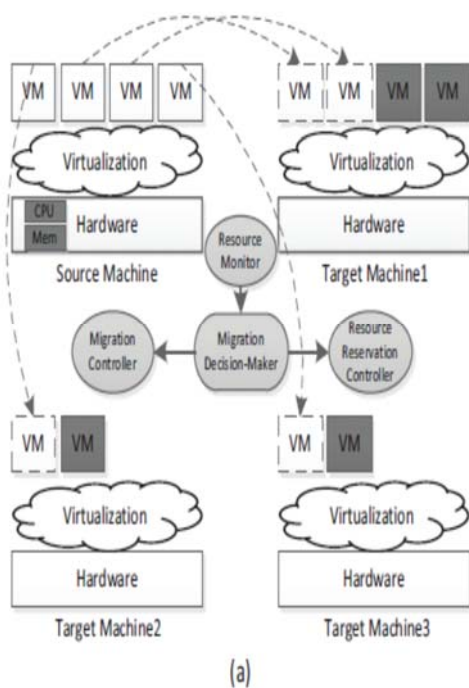 VM VM VM VM
VM VM VM VM
Virtualization
Virtualization
CPU
Mem
Hardware
Hardware
Source Machine
Target Machine1
Resource
Monitor
Migration
Controller
Migration
Decision-Maker
Resource
Reservation
Controller
VM VM
VM VM
Virtualization
Virtualization
Hardware
Hardware
Target Machine2
Target Machine3
(a)